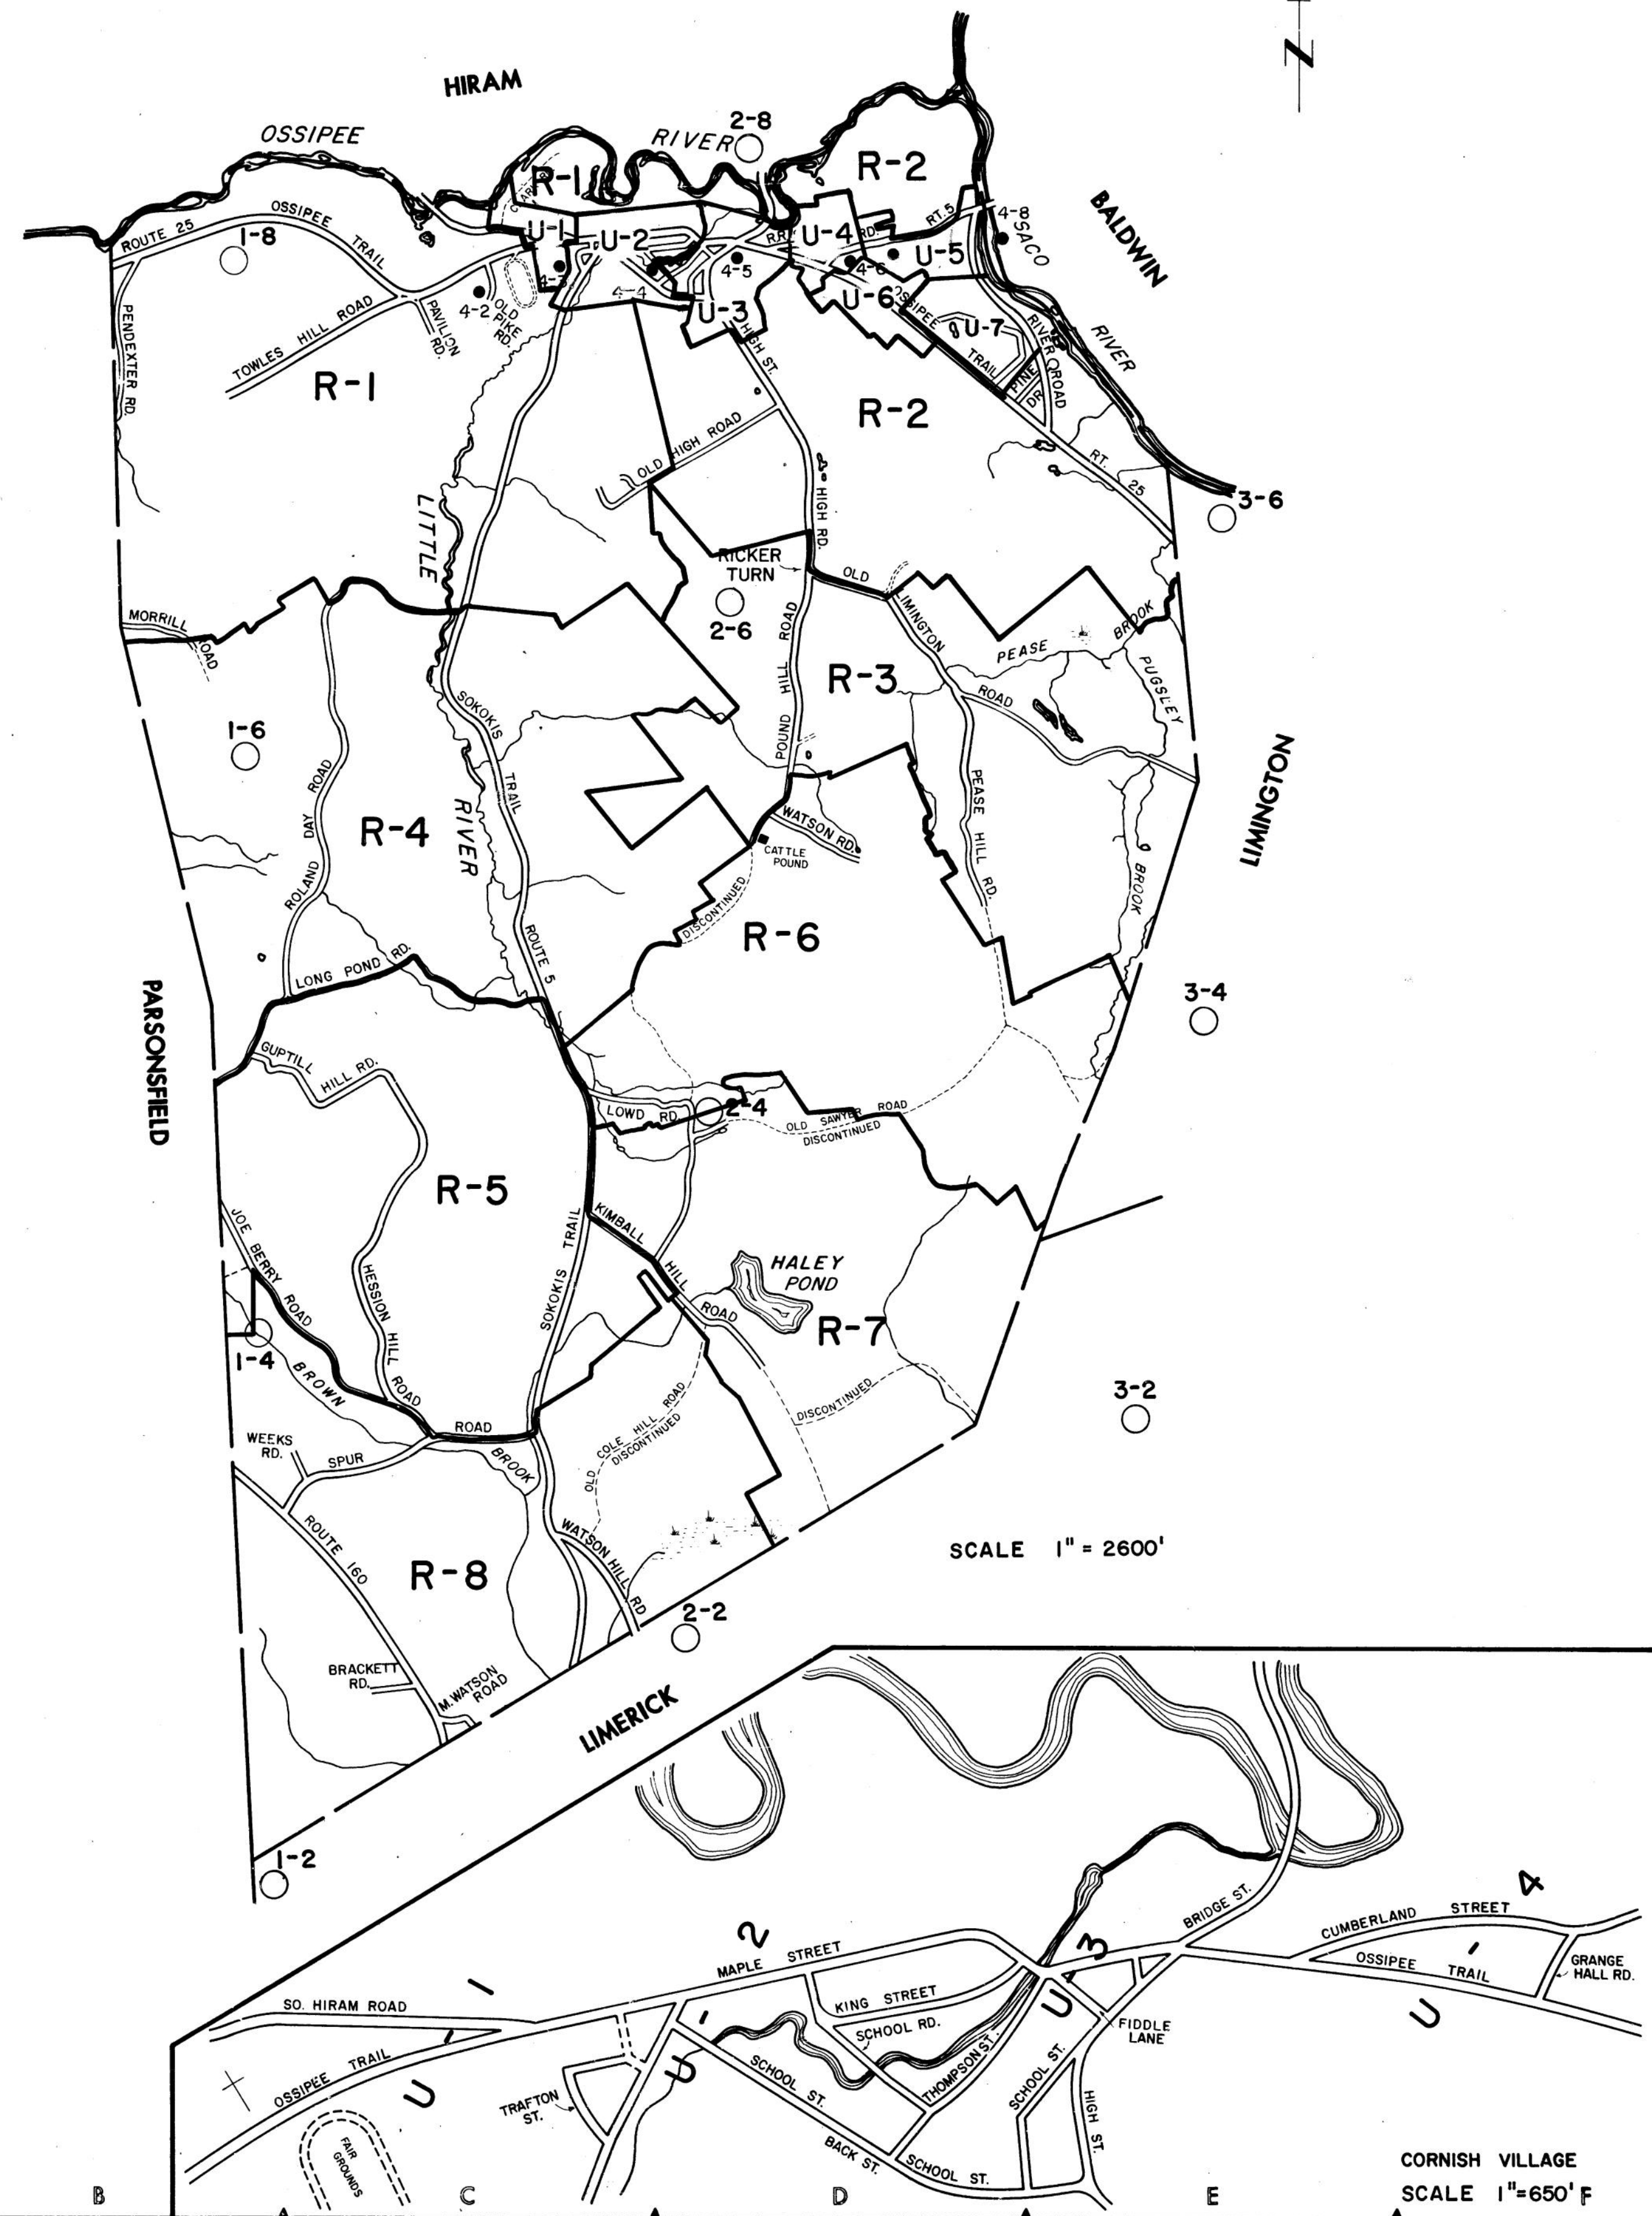 N
HIRAM
OSSIPEE
RIVER
2-8
R-2
R-1
BALDWIN
ROUTE 25
OSSIPEE
TRAIL
1-8
U-1
U-2
RR
U-4
RD.
RT. 5
4-8
SACO
RIVER
U-5
4-3
4-4
4-5
4-6
U-3
U-6
U-7
OSSIPEE
TRAIL
RIVER ROAD
PINE
DR
4-2
OLD
PIKE
RD.
PAVILION
RD.
TOWLES HILL ROAD
PENDEXTER RD.
R-1
HIGH ST.
R-2
OLD HIGH ROAD
HIGH RD.
RT. 25
3-6
LITTLE
RIVER
RICKER
TURN
OLD
LIMINGTON
ROAD
2-6
MORRILL
ROAD
PEASE
BROOK
PUGSLEY
BROOK
R-3
POUND HILL ROAD
SOKOKIS
TRAIL
1-6
ROLAND DAY ROAD
R-4
PEASE HILL RD.
LIMINGTON
WATSON RD.
CATTLE
POUND
DISCONTINUED
R-6
ROUTE 5
LONG POND RD.
PARSONSFIELD
3-4
GUPTILL
HILL RD.
LOWD RD.
2-4
OLD SAWYER ROAD
DISCONTINUED
R-5
JOE BERRY
ROAD
KIMBALL
HILL
ROAD
SOKOKIS TRAIL
HESSION HILL
ROAD
HALEY
POND
R-7
1-4
BROWN
BROOK
DISCONTINUED
3-2
OLD COLE HILL ROAD
DISCONTINUED
WEEKS
RD.
SPUR
ROAD
ROUTE 160
R-8
WATSON HILL RD
SCALE 1" = 2600'
2-2
BRACKETT
RD.
M. WATSON
ROAD
LIMERICK
1-2
BRIDGE ST.
CUMBERLAND STREET
U-4
OSSIPEE TRAIL
GRANGE
HALL RD.
U-3
U-2
MAPLE STREET
KING STREET
SCHOOL RD.
FIDDLE
LANE
SO. HIRAM ROAD
U-1
OSSIPEE TRAIL
SCHOOL ST.
THOMPSON ST.
SCHOOL ST.
TRAFTON
ST.
HIGH ST.
BACK ST.
SCHOOL ST.
FAIR
GROUNDS
CORNISH VILLAGE
SCALE 1"=650'
B C D E F